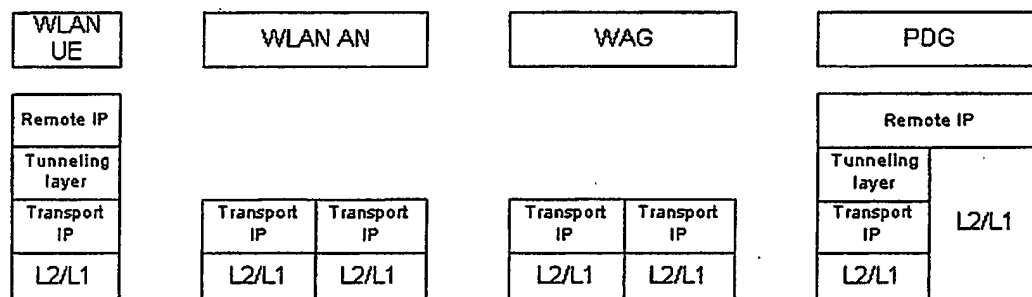 WLAN
UE
WLAN AN
WAG
PDG
Remote IP
Remote IP
Tunneling
layer
Tunneling
layer
L2/L1
Transport
IP
Transport
IP
Transport
IP
Transport
IP
Transport
IP
Transport
IP
L2/L1
L2/L1
L2/L1
L2/L1
L2/L1
L2/L1